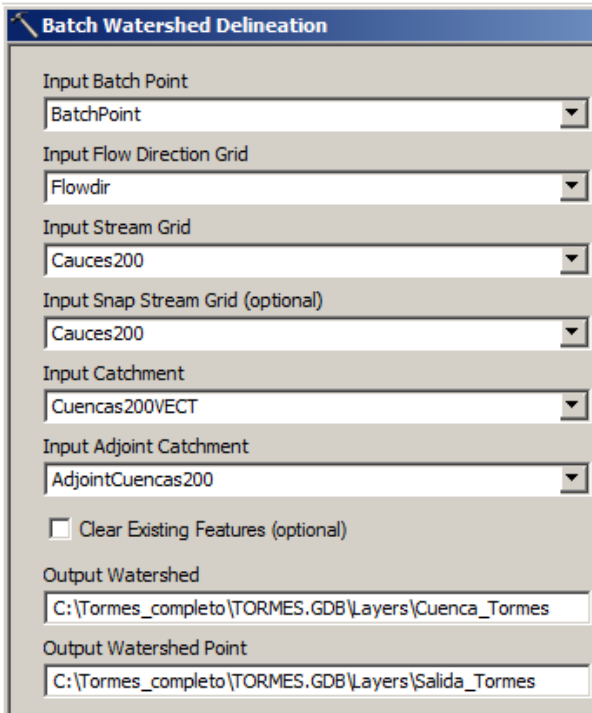 Batch Watershed Delineation
Input Batch Point
BatchPoint
Input Flow Direction Grid
Flowdir
Input Stream Grid
Cauces200
Input Snap Stream Grid (optional)
Cauces200
Input Catchment
Cuencas200VECT
Input Adjoint Catchment
AdjointCuencas200
Clear Existing Features (optional)
Output Watershed
C:\Tormes_completo\TORMES.GDB\Layers\Cuenca_Tormes
Output Watershed Point
C:\Tormes_completo\TORMES.GDB\Layers\Salida_Tormes